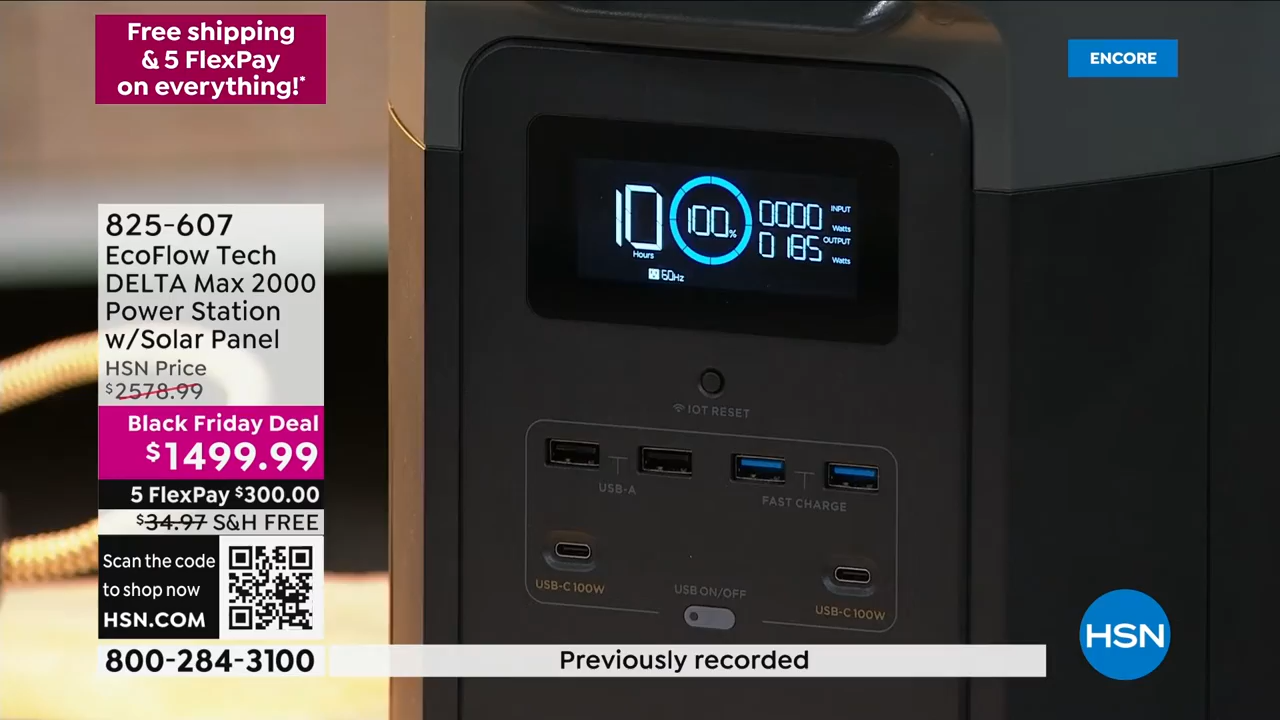 Free shipping
& 5 FlexPay
on everything!*
ENCORE
825-607
EcoFlow Tech
DELTA Max 2000
Power Station
w/Solar Panel
HSN Price
$2578.99
Black Friday Deal
$1499.99
5 FlexPay $300.00
$34.97 S&H FREE
Scan the code
to shop now
HSN.COM
800-284-3100
Previously recorded
HSN
10
Hours
100%
0000 INPUT
Watts
0185 OUTPUT
Watts
60Hz
IOT RESET
USB-A
FAST CHARGE
USB-C 100W
USB ON/OFF
USB-C 100W